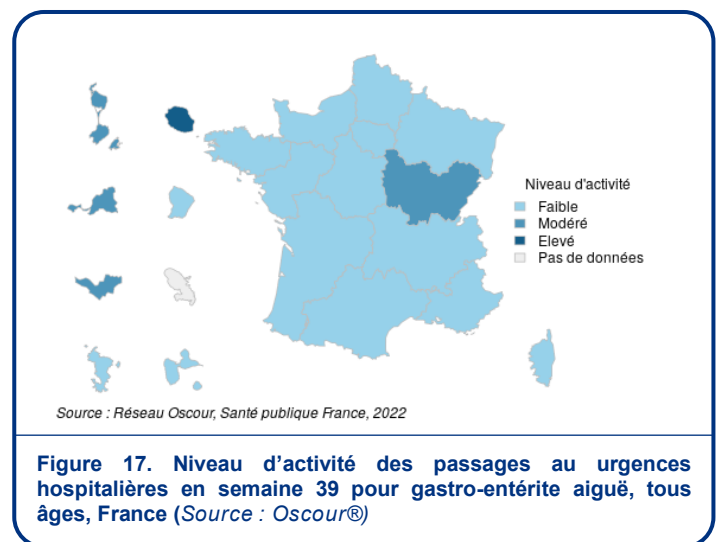 Niveau d'activité
Faible
Modéré
Elevé
Pas de données
Source : Réseau Oscour, Santé publique France, 2022
Figure 17. Niveau d’activité des passages au urgences
hospitalières en semaine 39 pour gastro-entérite aiguë, tous
âges, France (Source : Oscour®)